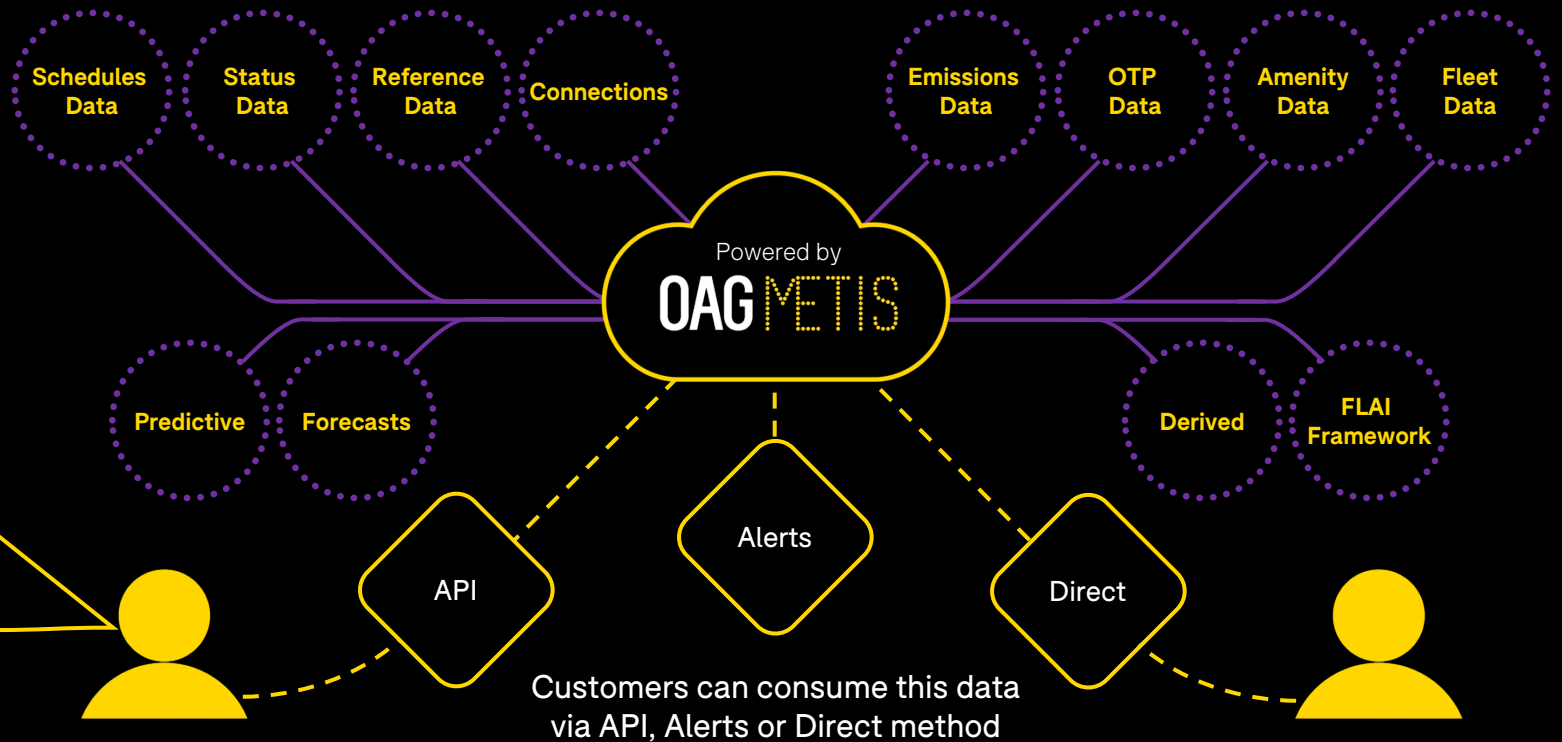 Schedules
Data
Status
Data
Reference
Data
Connections
Emissions
Data
OTP
Data
Amenity
Data
Fleet
Data
Powered by
OAG METIS
Predictive
Forecasts
Derived
FLAI
Framework
API
Alerts
Direct
Customers can consume this data
via API, Alerts or Direct method